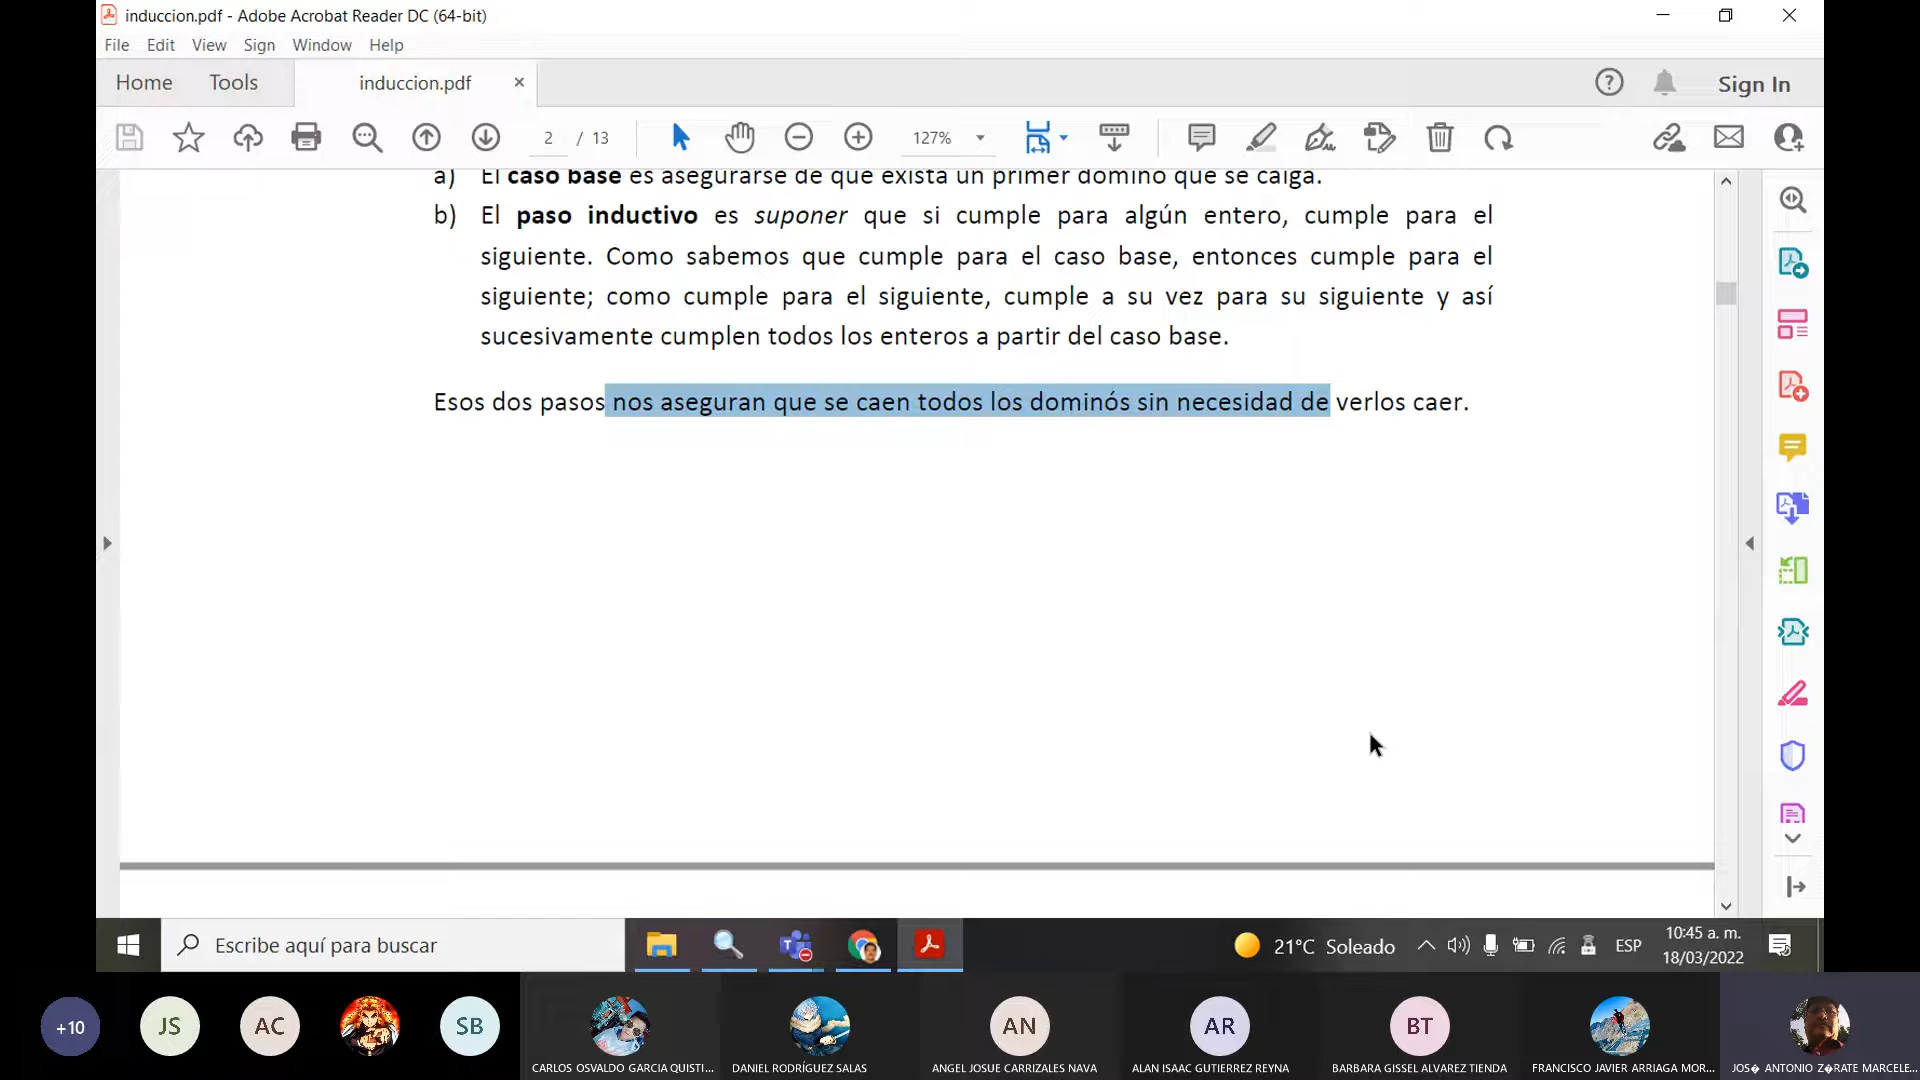 induccion.pdf - Adobe Acrobat Reader DC (64-bit)
File Edit View Sign Window Help
Home Tools induccion.pdf Sign In
2 / 13 127%
a) El caso base es asegurarse de que exista un primer dominó que se caiga.
b) El paso inductivo es suponer que si cumple para algún entero, cumple para el
siguiente. Como sabemos que cumple para el caso base, entonces cumple para el
siguiente; como cumple para el siguiente, cumple a su vez para su siguiente y así
sucesivamente cumplen todos los enteros a partir del caso base.
Esos dos pasos nos aseguran que se caen todos los dominós sin necesidad de verlos caer.
Escribe aquí para buscar
21°C Soleado
ESP
10:45 a. m.
18/03/2022
+10 JS AC SB AN AR BT
CARLOS OSVALDO GARCIA QUISTI... DANIEL RODRÍGUEZ SALAS ANGEL JOSUE CARRIZALES NAVA ALAN ISAAC GUTIERREZ REYNA BARBARA GISSEL ALVAREZ TIENDA FRANCISCO JAVIER ARRIAGA MOR... JOS� ANTONIO Z�RATE MARCELE...